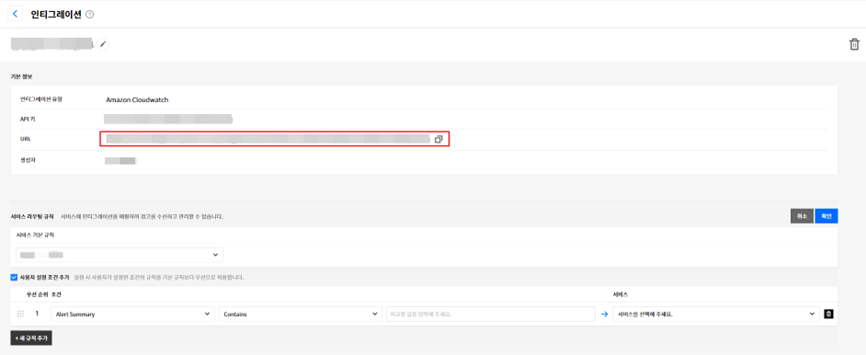 인티그레이션
기본 정보
인티그레이션 유형 Amazon Cloudwatch
API 키
URL
생성자
서비스 라우팅 규칙 서비스에 인티그레이션을 매핑하여 경고를 수신하고 관리할 수 있습니다.
취소 확인
서비스 기본 규칙
사용자 설정 조건 추가 설정 시 사용자가 설정한 조건의 규칙을 기본 규칙보다 우선으로 적용합니다.
우선 순위 조건 서비스
1 Alert Summary Contains 비교할 값을 입력해 주세요. 서비스를 선택해 주세요.
+ 새 규칙 추가